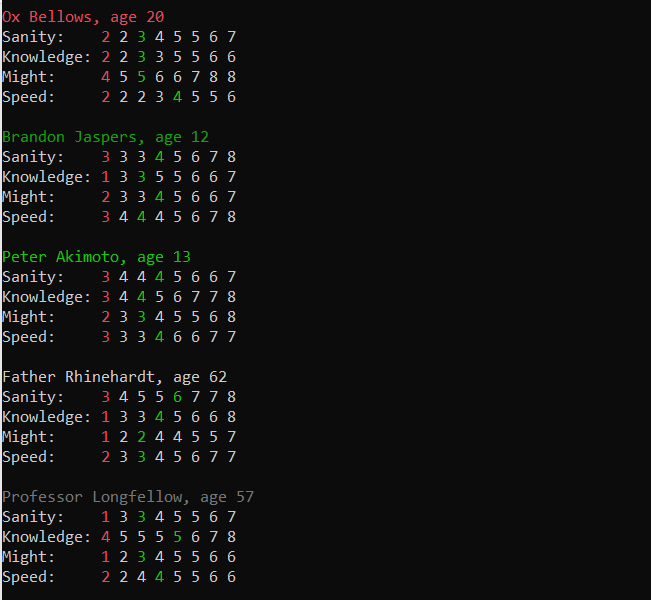 Ox Bellows, age 20
Sanity:    2 2 3 4 5 5 6 7
Knowledge: 2 2 3 3 5 5 6 6
Might:     4 5 5 6 6 7 8 8
Speed:     2 2 2 3 4 5 5 6
Brandon Jaspers, age 12
Sanity:    3 3 3 4 5 6 7 8
Knowledge: 1 3 3 5 5 6 6 7
Might:     2 3 3 4 5 6 6 7
Speed:     3 4 4 4 5 6 7 8
Peter Akimoto, age 13
Sanity:    3 4 4 4 5 6 6 7
Knowledge: 3 4 4 5 6 7 7 8
Might:     2 3 3 4 5 5 6 8
Speed:     3 3 3 4 6 6 7 7
Father Rhinehardt, age 62
Sanity:    3 4 5 5 6 7 7 8
Knowledge: 1 3 3 4 5 6 6 8
Might:     1 2 2 4 4 5 5 7
Speed:     2 3 3 4 5 6 7 7
Professor Longfellow, age 57
Sanity:    1 3 3 4 5 5 6 7
Knowledge: 4 5 5 5 5 6 7 8
Might:     1 2 3 4 5 5 6 6
Speed:     2 2 4 4 5 5 6 6